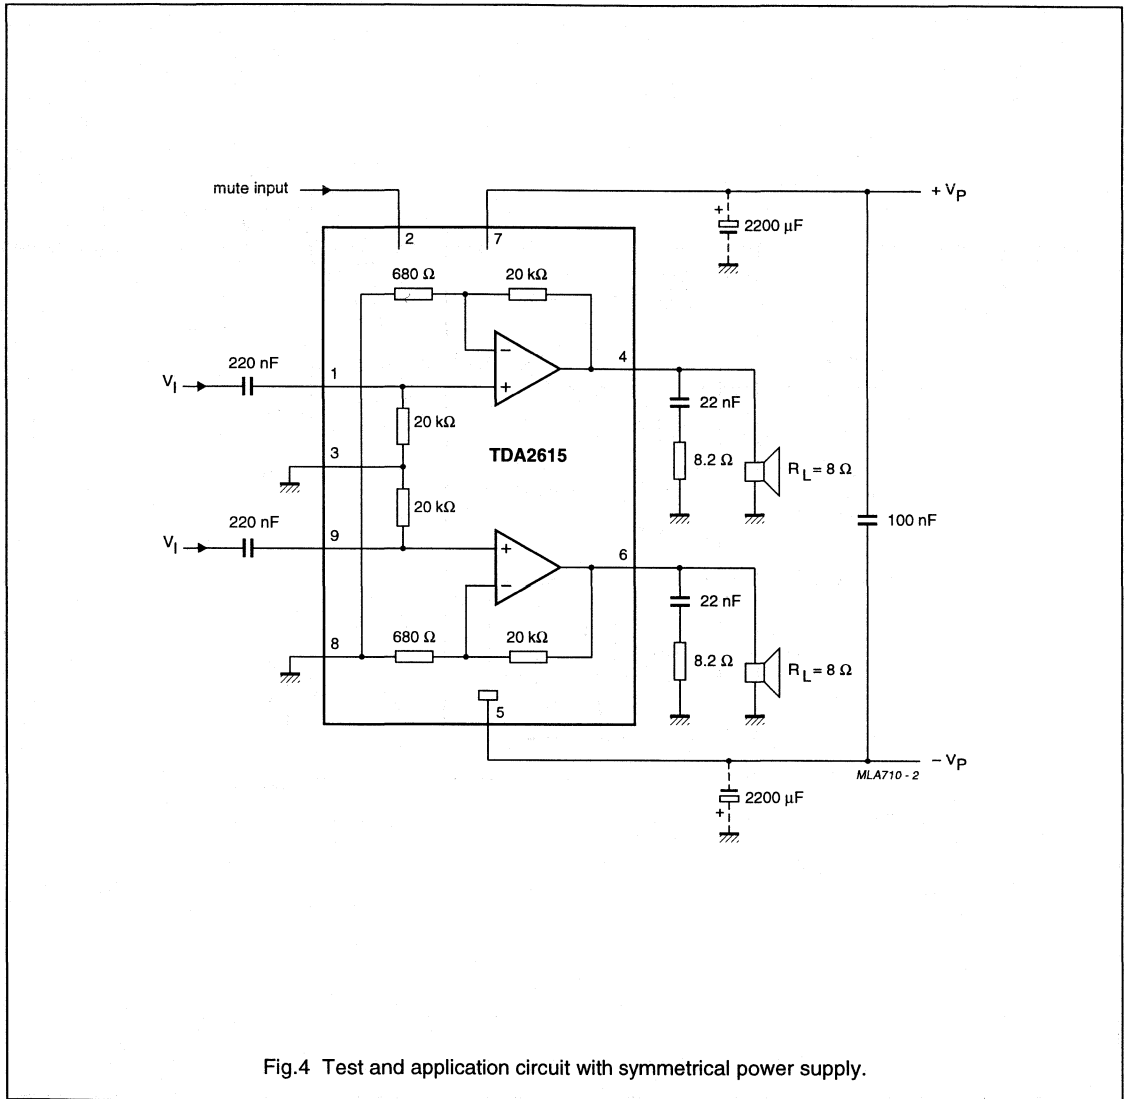 mute input
+ VP
+
2200 μF
2
7
680 Ω
20 kΩ
220 nF
VI
1
−
+
4
20 kΩ
22 nF
3
TDA2615
8.2 Ω
RL = 8 Ω
20 kΩ
220 nF
VI
9
100 nF
+
−
6
22 nF
8
680 Ω
20 kΩ
8.2 Ω
RL = 8 Ω
5
− VP
MLA710 - 2
2200 μF
+
Fig.4 Test and application circuit with symmetrical power supply.